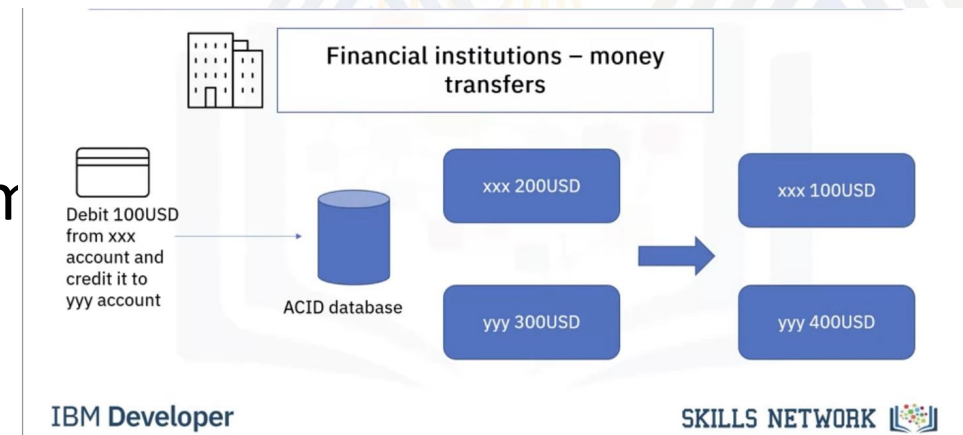 Financial institutions – money
transfers
Debit 100USD
from xxx
account and
credit it to
yyy account
ACID database
xxx 200USD
yyy 300USD
xxx 100USD
yyy 400USD
IBM Developer
SKILLS NETWORK